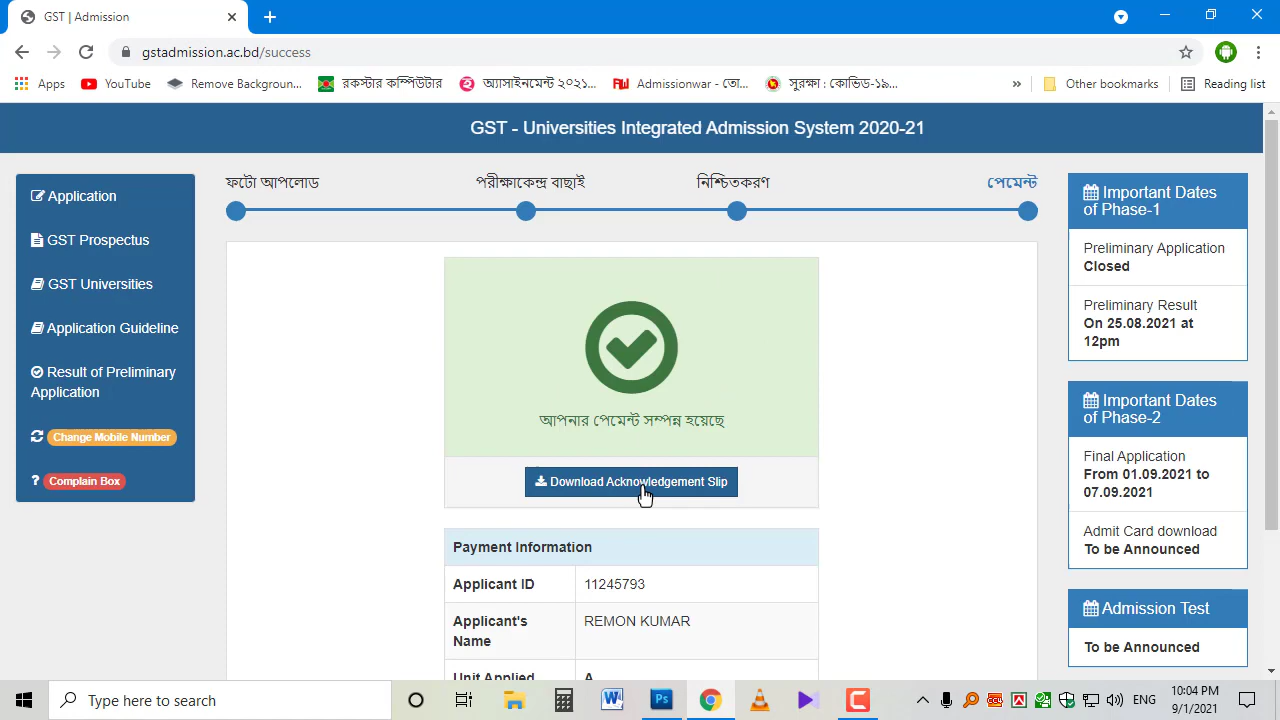 GST | Admission
gstadmission.ac.bd/success
Apps
YouTube
Remove Backgroun...
রকস্টার কম্পিউটার
অ্যাসাইনমেন্ট ২০২১...
Admissionwar - তো...
সুরক্ষা : কোভিড-১৯...
»
Other bookmarks
Reading list
GST - Universities Integrated Admission System 2020-21
Application
GST Prospectus
GST Universities
Application Guideline
Result of Preliminary
Application
Change Mobile Number
? Complain Box
ফটো আপলোড
পরীক্ষাকেন্দ্র বাছাই
নিশ্চিতকরণ
পেমেন্ট
আপনার পেমেন্ট সম্পন্ন হয়েছে
Download Acknowledgement Slip
Payment Information
Applicant ID 11245793
Applicant's
Name
REMON KUMAR
Unit Applied A
Important Dates
of Phase-1
Preliminary Application
Closed
Preliminary Result
On 25.08.2021 at
12pm
Important Dates
of Phase-2
Final Application
From 01.09.2021 to
07.09.2021
Admit Card download
To be Announced
Admission Test
To be Announced
Type here to search
W
Ps
C
ENG
10:04 PM
9/1/2021